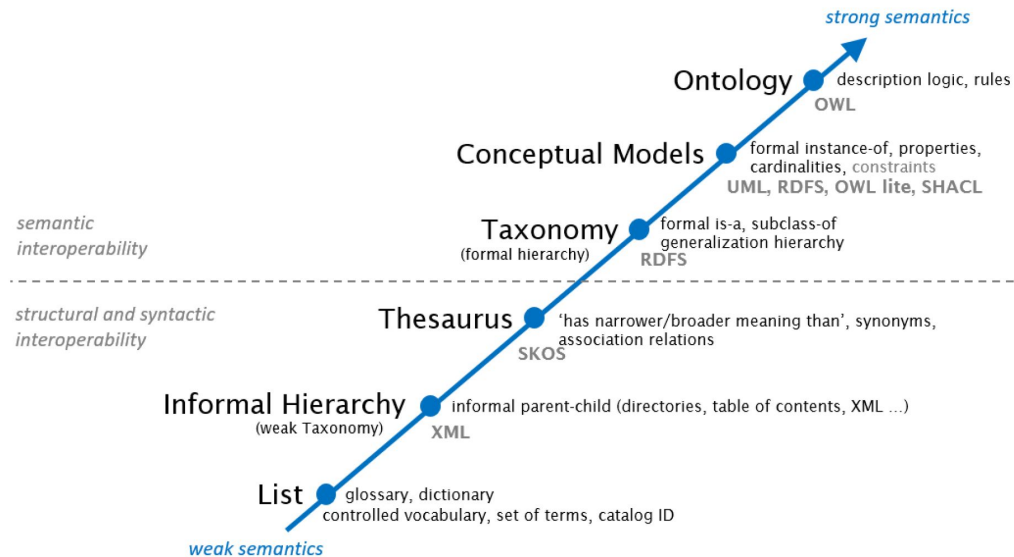 strong semantics
Ontology
description logic, rules
OWL
Conceptual Models
formal instance-of, properties,
cardinalities, constraints
UML, RDFS, OWL lite, SHACL
semantic
interoperability
Taxonomy
(formal hierarchy)
formal is-a, subclass-of
generalization hierarchy
RDFS
structural and syntactic
interoperability
Thesaurus
‘has narrower/broader meaning than’, synonyms,
association relations
SKOS
Informal Hierarchy
(weak Taxonomy)
informal parent-child (directories, table of contents, XML ...)
XML
List
glossary, dictionary
controlled vocabulary, set of terms, catalog ID
weak semantics